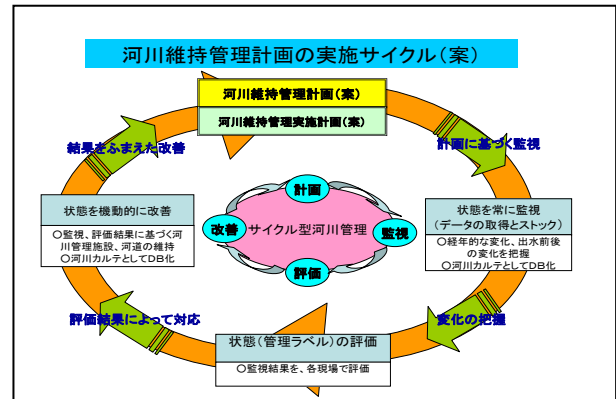 河川維持管理計画の実施サイクル(案)
河川維持管理計画(案)
河川維持管理実施計画(案)
結果をふまえた改善
計画に基づく監視
計画
状態を機動的に改善
○監視、評価結果に基づく河
川管理施設、河道の維持
○河川カルテとしてDB化
改善
サイクル型河川管理
監視
状態を常に監視
(データの取得とストック)
○経年的な変化、出水前後
の変化を把握
○河川カルテとしてDB化
評価
評価結果によって対応
変化の把握
状態(管理ラベル)の評価
○監視結果を、各現場で評価